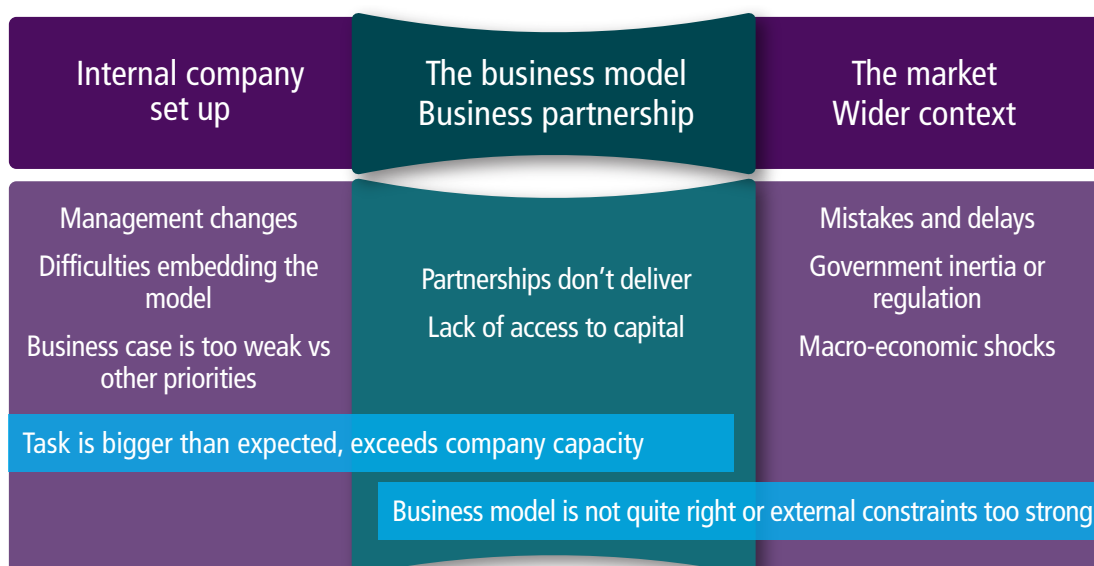 Internal company
set up
The business model
Business partnership
The market
Wider context
Management changes
Difficulties embedding the
model
Business case is too weak vs
other priorities
Partnerships don’t deliver
Lack of access to capital
Mistakes and delays
Government inertia or
regulation
Macro-economic shocks
Task is bigger than expected, exceeds company capacity
Business model is not quite right or external constraints too strong